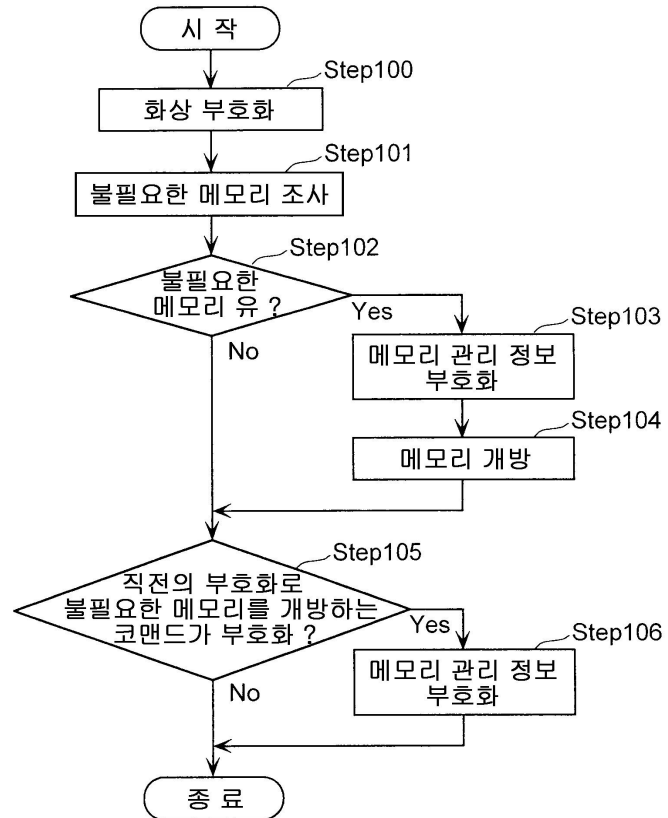 시 작
Step100
화상 부호화
Step101
불필요한 메모리 조사
Step102
불필요한
메모리 유 ?
Yes
No
Step103
메모리 관리 정보
부호화
Step104
메모리 개방
Step105
직전의 부호화로
불필요한 메모리를 개방하는
코맨드가 부호화 ?
Yes
No
Step106
메모리 관리 정보
부호화
종 료